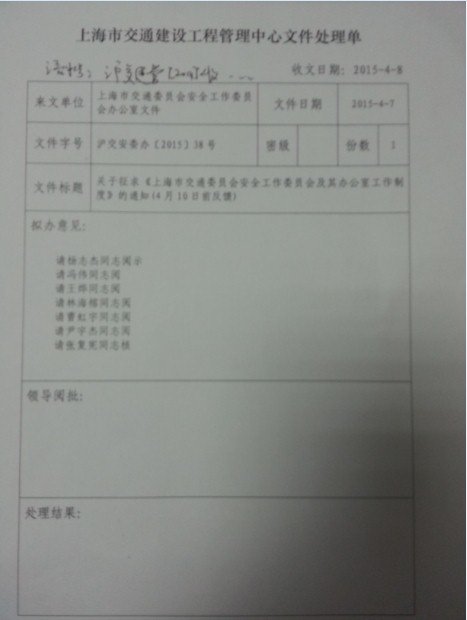 上海市交通建设工程管理中心文件处理单
收文日期：2015-4-8
来文单位 上海市交通委员会安全工作委员会办公室文件 文件日期 2015-4-7
文件字号 沪交安委办〔2015〕38号 密级 份数 1
文件标题 关于征求《上海市交通委员会安全工作委员会及其办公室工作制度》的通知(4月10日前反馈)
拟办意见：
请杨志杰同志阅示
请冯伟同志阅
请王烨同志阅
请林海榕同志阅
请曹虹宇同志阅
请尹宇杰同志阅
请张复宪同志核
领导阅批：
处理结果：